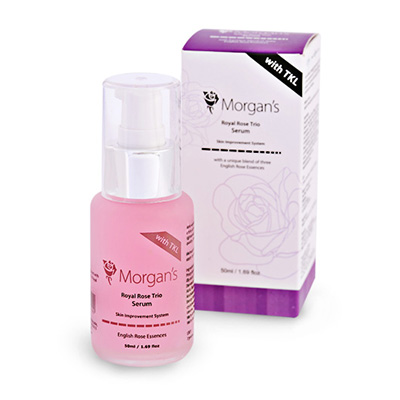 with TKL
Morgan's
Royal Rose Trio
Serum
Skin Improvement System
with a unique blend of three
English Rose Essences
50ml / 1.69 floz
with TKL
Morgan's
Royal Rose Trio
Serum
Skin Improvement System
English Rose Essences
50ml / 1.69 floz